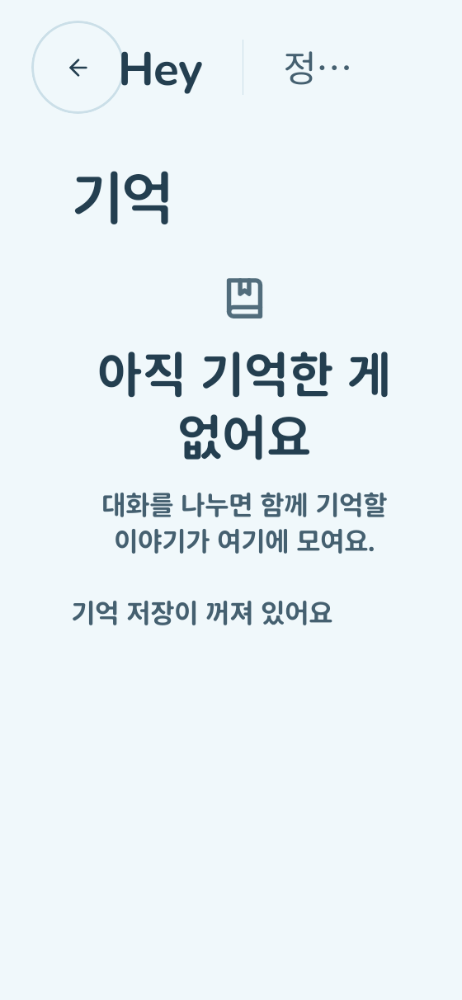 Hey 정···
기억
아직 기억한 게
없어요
대화를 나누면 함께 기억할
이야기가 여기에 모여요.
기억 저장이 꺼져 있어요